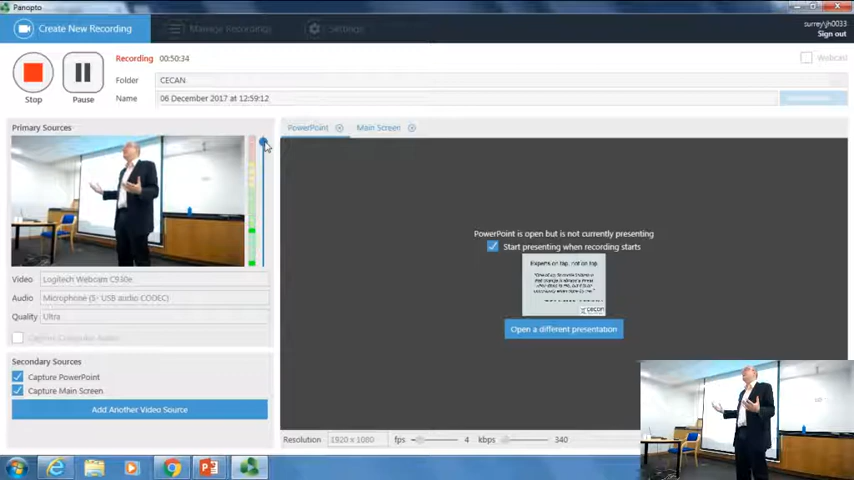 Panopto
Create New Recording
Manage Recordings
Settings
surrey\jh0033
Sign out
Recording 00:50:34
Webcast
Folder CECAN
Name 06 December 2017 at 12:59:12
Stop
Pause
Primary Sources
PowerPoint
Main Screen
PowerPoint is open but is not currently presenting
Start presenting when recording starts
Experts on tap, not on top
cecan
Open a different presentation
Video Logitech Webcam C930e
Audio Microphone (5- USB audio CODEC)
Quality Ultra
Capture Computer Audio
Secondary Sources
Capture PowerPoint
Capture Main Screen
Add Another Video Source
Resolution 1920 x 1080 fps 4 kbps 340